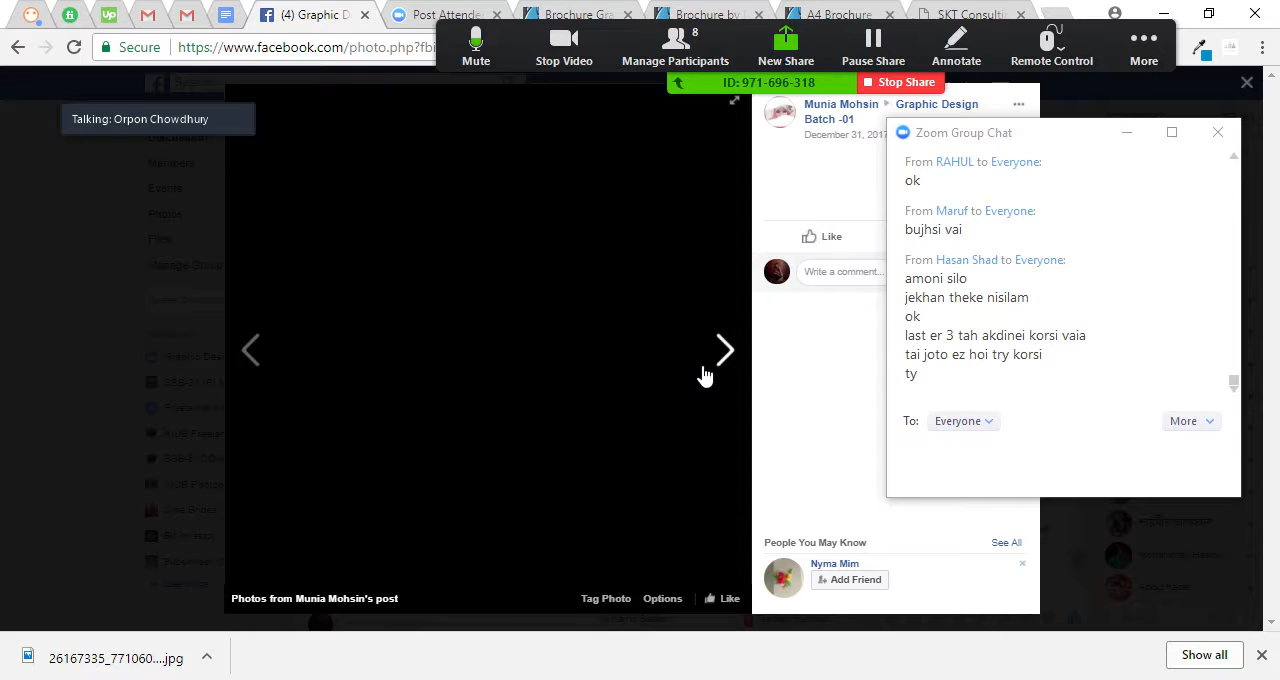 (4) Graphic D
Post Attende
Brochure Gra
Brochure by
A4 Brochure
SKT Consulti
Secure
https://www.facebook.com/photo.php?fbi
Mute
Stop Video
8
Manage Participants
New Share
Pause Share
Annotate
Remote Control
More
ID: 971-696-318
Stop Share
Talking: Orpon Chowdhury
Members
Events
Photos
Files
Manage Group
Munia Mohsin
Graphic Design
Batch -01
December 31, 2017
Like
Write a comment...
Zoom Group Chat
From RAHUL to Everyone:
ok
From Maruf to Everyone:
bujhsi vai
From Hasan Shad to Everyone:
amoni silo
jekhan theke nisilam
ok
last er 3 tah akdinei korsi vaia
tai joto ez hoi try korsi
ty
To:
Everyone
More
People You May Know
See All
Nyma Mim
Add Friend
Photos from Munia Mohsin's post
Tag Photo
Options
Like
26167335_771060....jpg
Show all